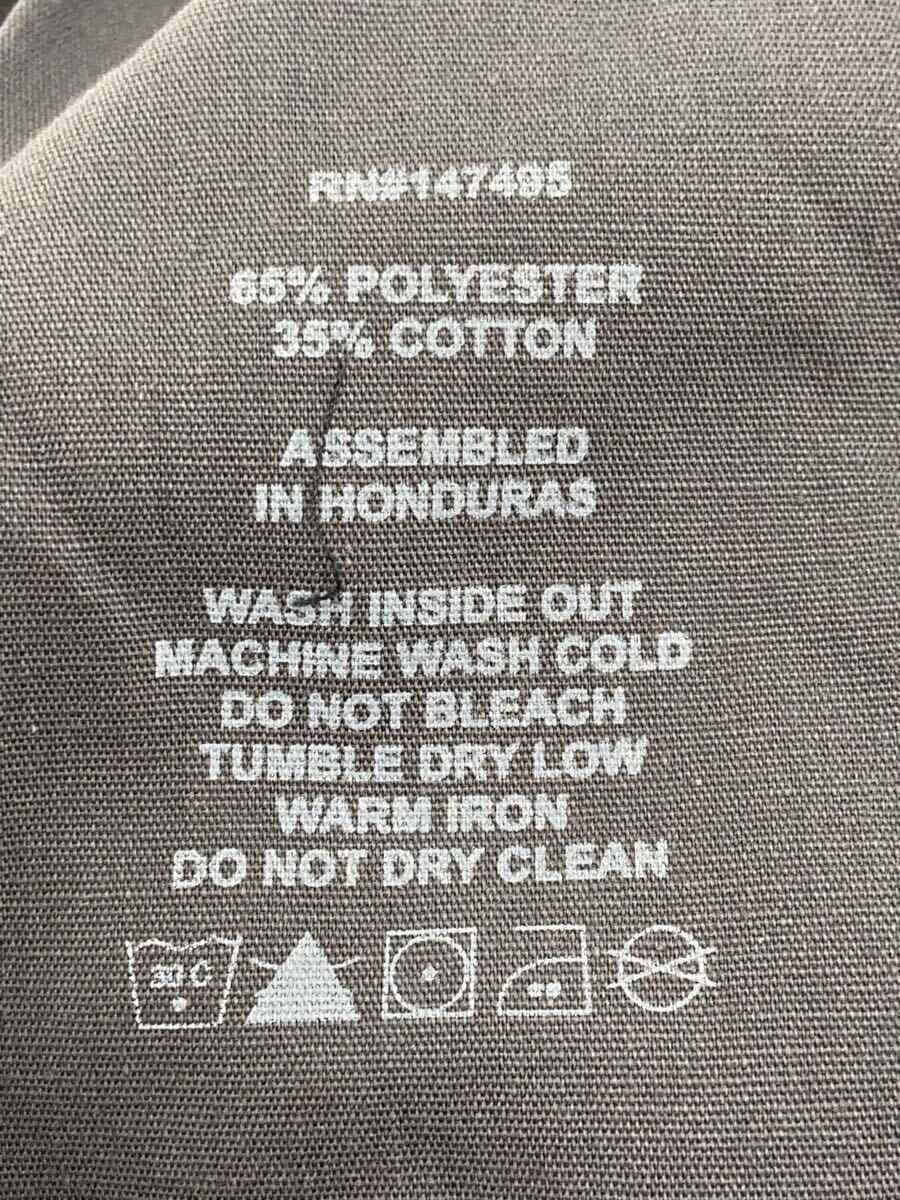 RN#147495
65% POLYESTER
35% COTTON
ASSEMBLED
IN HONDURAS
WASH INSIDE OUT
MACHINE WASH COLD
DO NOT BLEACH
TUMBLE DRY LOW
WARM IRON
DO NOT DRY CLEAN
30 C